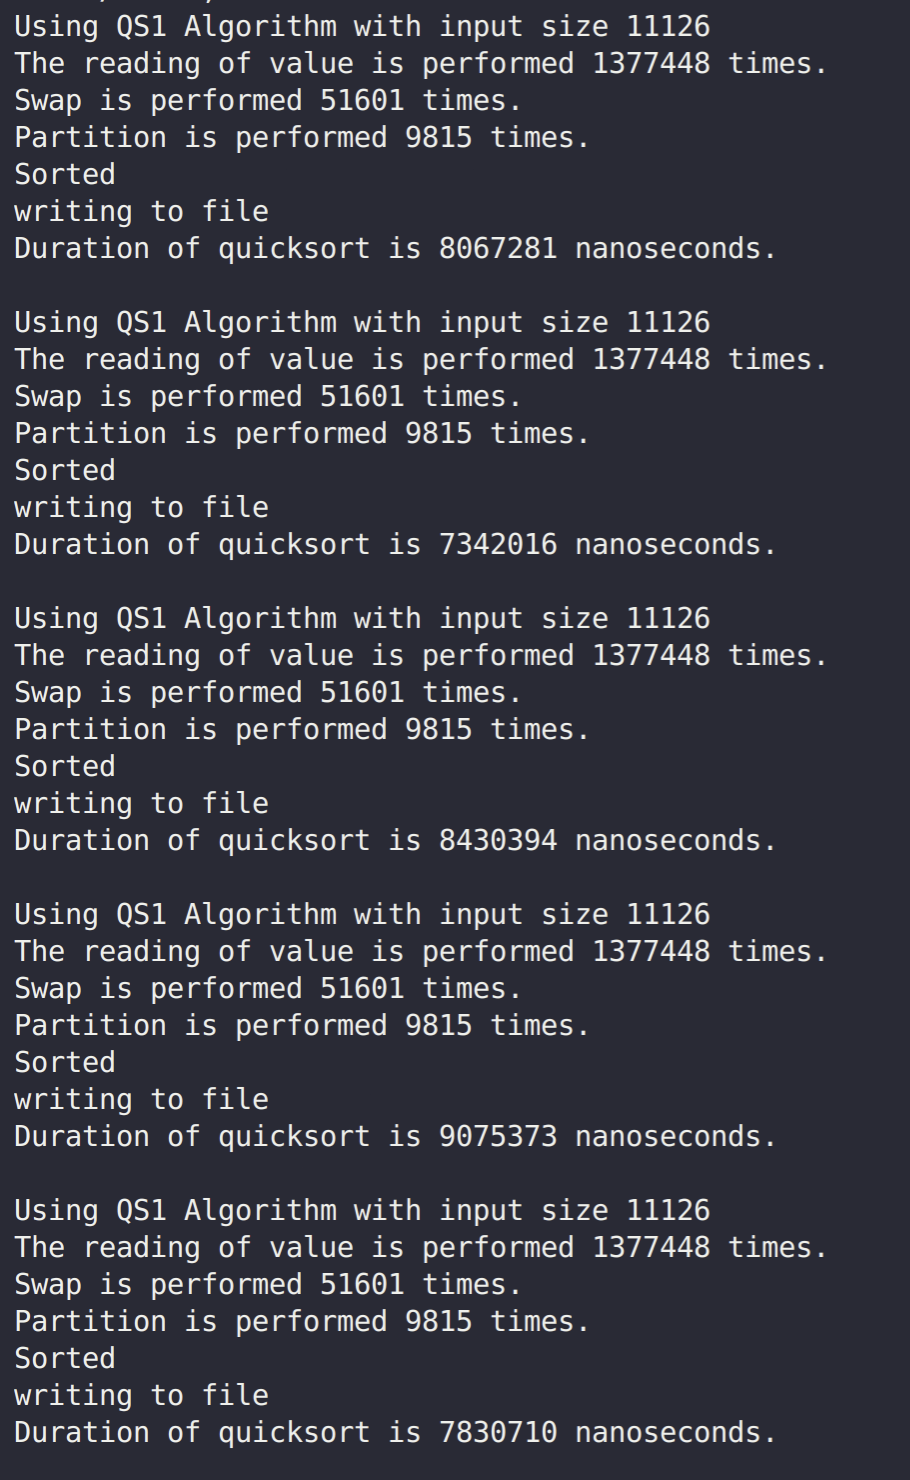 Using QS1 Algorithm with input size 11126
The reading of value is performed 1377448 times.
Swap is performed 51601 times.
Partition is performed 9815 times.
Sorted
writing to file
Duration of quicksort is 8067281 nanoseconds.

Using QS1 Algorithm with input size 11126
The reading of value is performed 1377448 times.
Swap is performed 51601 times.
Partition is performed 9815 times.
Sorted
writing to file
Duration of quicksort is 7342016 nanoseconds.

Using QS1 Algorithm with input size 11126
The reading of value is performed 1377448 times.
Swap is performed 51601 times.
Partition is performed 9815 times.
Sorted
writing to file
Duration of quicksort is 8430394 nanoseconds.

Using QS1 Algorithm with input size 11126
The reading of value is performed 1377448 times.
Swap is performed 51601 times.
Partition is performed 9815 times.
Sorted
writing to file
Duration of quicksort is 9075373 nanoseconds.

Using QS1 Algorithm with input size 11126
The reading of value is performed 1377448 times.
Swap is performed 51601 times.
Partition is performed 9815 times.
Sorted
writing to file
Duration of quicksort is 7830710 nanoseconds.